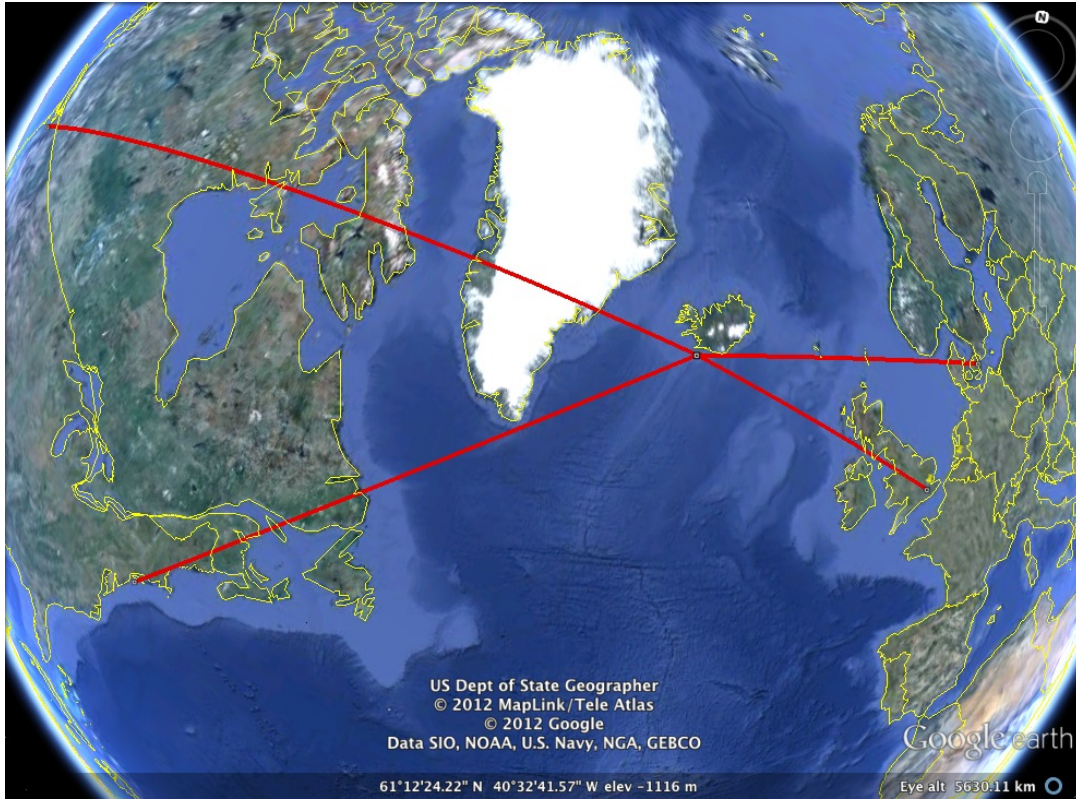 N
US Dept of State Geographer
© 2012 MapLink/Tele Atlas
© 2012 Google
Data SIO, NOAA, U.S. Navy, NGA, GEBCO
Google earth
61°12'24.22" N 40°32'41.57" W elev -1116 m
Eye alt 5630.11 km